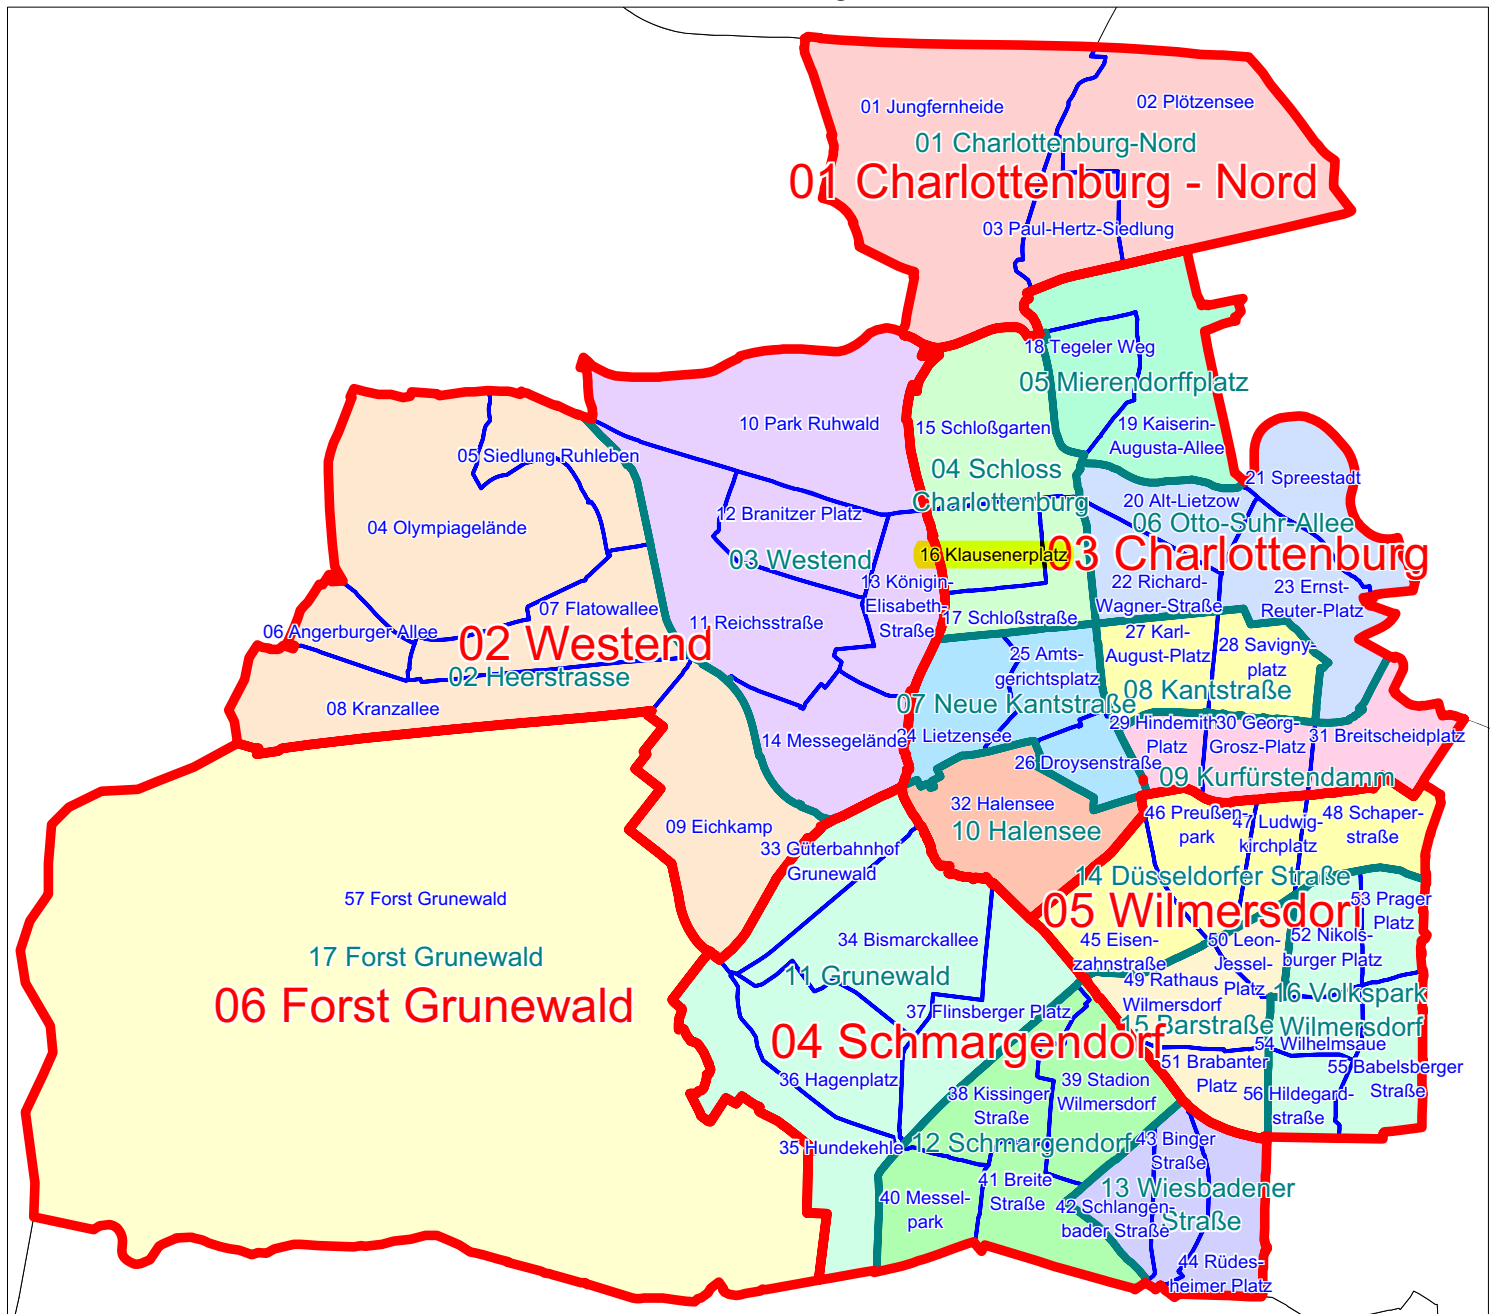 01 Jungfernheide
02 Plötzensee
01 Charlottenburg-Nord
01 Charlottenburg - Nord
03 Paul-Hertz-Siedlung
18 Tegeler Weg
05 Mierendorffplatz
10 Park Ruhwald
15 Schloßgarten
19 Kaiserin-
Augusta-Allee
05 Siedlung Ruhleben
04 Schloss
Charlottenburg
21 Spreestadt
20 Alt-Lietzow
04 Olympiagelände
12 Branitzer Platz
06 Otto-Suhr-Allee
03 Westend
16 Klausenerplatz
03 Charlottenburg
13 Königin-
Elisabeth-
Straße
22 Richard-
Wagner-Straße
23 Ernst-
Reuter-Platz
07 Flatowallee
11 Reichsstraße
17 Schloßstraße
06 Angerburger Allee
02 Westend
02 Heerstrasse
27 Karl-
August-Platz
28 Savigny-
platz
25 Amts-
gerichtsplatz
08 Kantstraße
08 Kranzallee
07 Neue Kantstraße
14 Messegelände
24 Lietzensee
29 Hindemith
Platz
30 Georg-
Grosz-Platz
31 Breitscheidplatz
26 Droysenstraße
09 Kurfürstendamm
32 Halensee
10 Halensee
46 Preußen-
park
47 Ludwig-
kirchplatz
48 Schaper-
straße
09 Eichkamp
33 Güterbahnhof
Grunewald
14 Düsseldorfer Straße
05 Wilmersdorf
57 Forst Grunewald
53 Prager
Platz
34 Bismarckallee
45 Eisen-
zahnstraße
50 Leon-
Jessel-
Platz
52 Nikols-
burger Platz
17 Forst Grunewald
11 Grunewald
49 Rathaus
Wilmersdorf
16 Volkspark
Wilmersdorf
06 Forst Grunewald
37 Flinsberger Platz
15 Barstraße
04 Schmargendorf
54 Wilhelmsaue
51 Brabanter
Platz
55 Babelsberger
Straße
36 Hagenplatz
38 Kissinger
Straße
39 Stadion
Wilmersdorf
56 Hildegard-
straße
35 Hundekehle
12 Schmargendorf
43 Binger
Straße
40 Messel-
park
41 Breite
Straße
13 Wiesbadener
Straße
42 Schlangen-
bader Straße
44 Rüdes-
heimer Platz